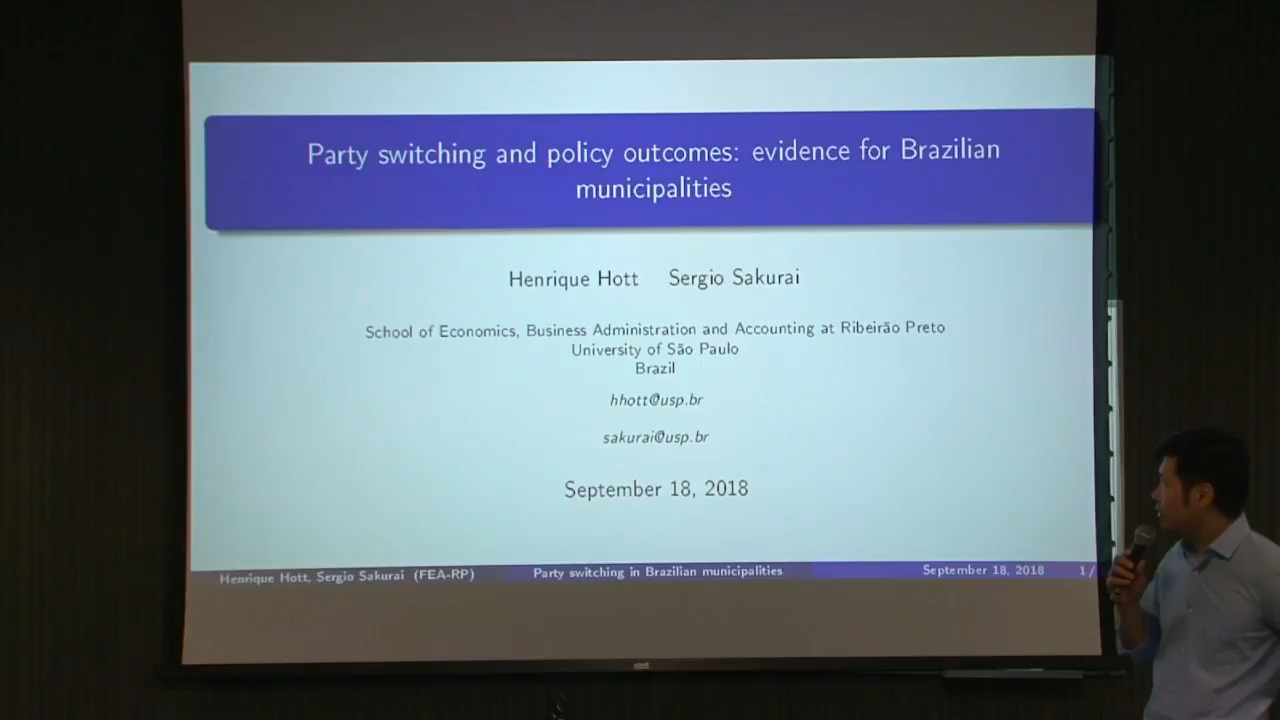 Party switching and policy outcomes: evidence for Brazilian
municipalities
Henrique Hott Sergio Sakurai
School of Economics, Business Administration and Accounting at Ribeirão Preto
University of São Paulo
Brazil
hhott@usp.br
sakurai@usp.br
September 18, 2018
Henrique Hott, Sergio Sakurai (FEA-RP) Party switching in Brazilian municipalities September 18, 2018 1 /